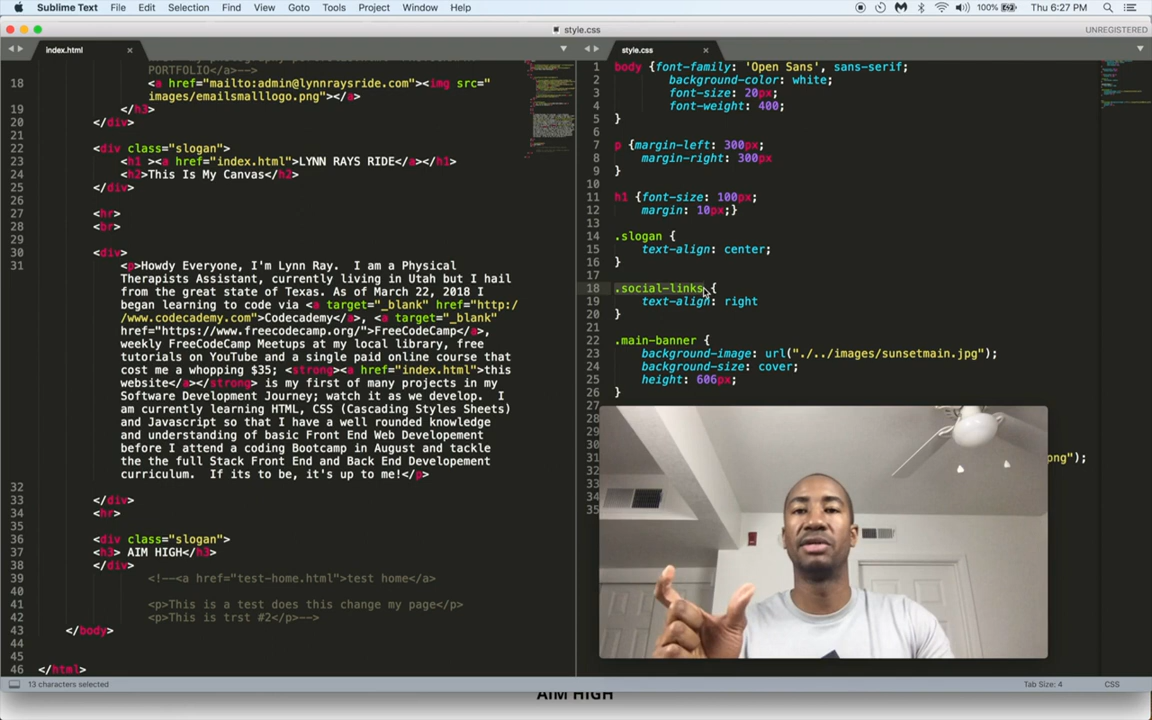 Sublime Text File Edit Selection Find View Goto Tools Project Window Help 100% Thu 6:27 PM
style.css UNREGISTERED
index.html
PORTFOLIO</a>-->
18 <a href="mailto:admin@lynnraysride.com"><img src="
images/emailsmalllogo.png"></a>
19 </h3>
20 </div>
21
22 <div class="slogan">
23 <h1 ><a href="index.html">LYNN RAYS RIDE</a></h1>
24 <h2>This Is My Canvas</h2>
25 </div>
26
27 <hr>
28 <br>
29
30 <div>
31 <p>Howdy Everyone, I'm Lynn Ray.  I am a Physical
Therapists Assistant, currently living in Utah but I hail
from the great state of Texas. As of March 22, 2018 I
began learning to code via <a target="_blank" href="http:/
/www.codecademy.com">Codecademy</a>, <a target="_blank"
href="https://www.freecodecamp.org/">FreeCodeCamp</a>,
weekly FreeCodeCamp Meetups at my local library, free
tutorials on YouTube and a single paid online course that
cost me a whopping $35; <strong><a href="index.html">this
website</a></strong> is my first of many projects in my
Software Development Journey; watch it as we develop.  I
am currently learning HTML, CSS (Cascading Styles Sheets)
and Javascript so that I have a well rounded knowledge
and understanding of basic Front End Web Developement
before I attend a coding Bootcamp in August and tackle
the the full Stack Front End and Back End Developement
curriculum.  If its to be, it's up to me!</p>
32
33 </div>
34 <hr>
35
36 <div class="slogan">
37 <h3> AIM HIGH</h3>
38 </div>
39 <!--<a href="test-home.html">test home</a>
40
41 <p>This is a test does this change my page</p>
42 <p>This is trst #2</p>-->
43 </body>
44
45
46 </html>
style.css
1 body {font-family: 'Open Sans', sans-serif;
2 background-color: white;
3 font-size: 20px;
4 font-weight: 400;
5 }
6
7 p {margin-left: 300px;
8 margin-right: 300px
9 }
10
11 h1 {font-size: 100px;
12 margin: 10px;}
13
14 .slogan {
15 text-align: center;
16 }
17
18 .social-links {
19 text-align: right
20 }
21
22 .main-banner {
23 background-image: url("./../images/sunsetmain.jpg");
24 background-size: cover;
25 height: 606px;
26 }
27
28
29
30
31 png");
32
33
34
35
13 characters selected Tab Size: 4 CSS
AIM HIGH